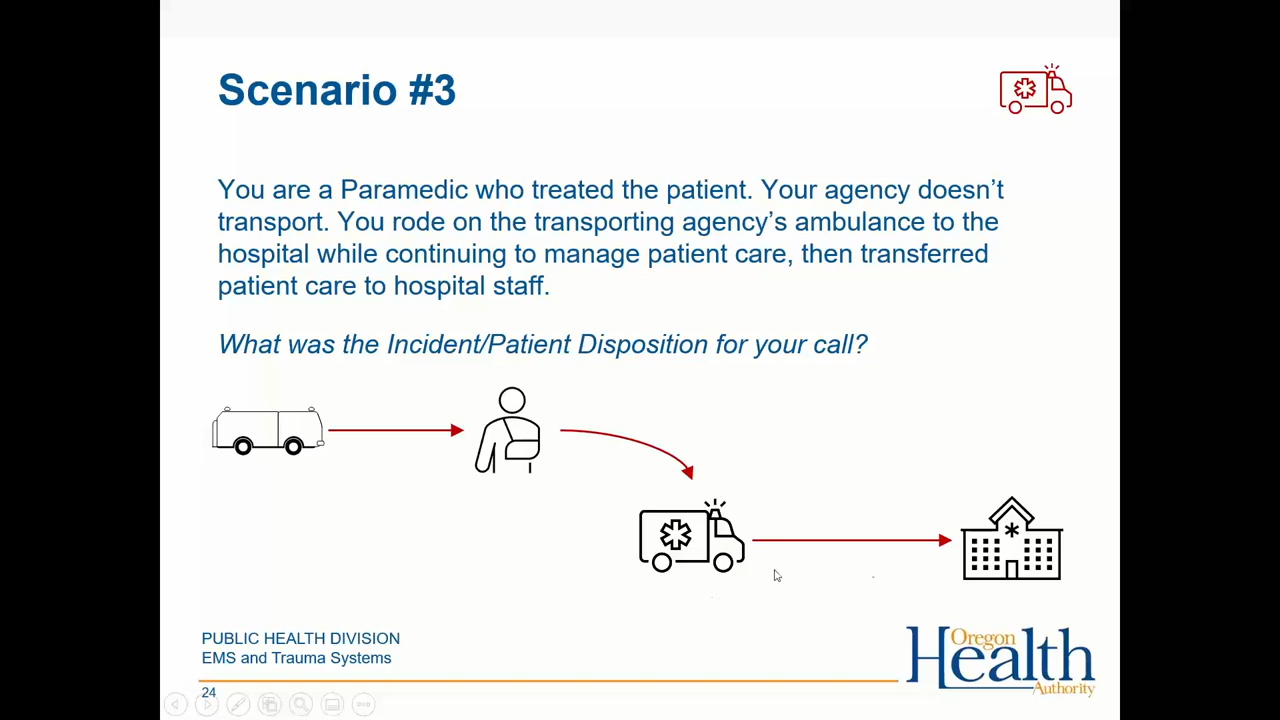 Scenario #3
You are a Paramedic who treated the patient. Your agency doesn’t
transport. You rode on the transporting agency’s ambulance to the
hospital while continuing to manage patient care, then transferred
patient care to hospital staff.
What was the Incident/Patient Disposition for your call?
PUBLIC HEALTH DIVISION
EMS and Trauma Systems
24
Oregon
Health
Authority